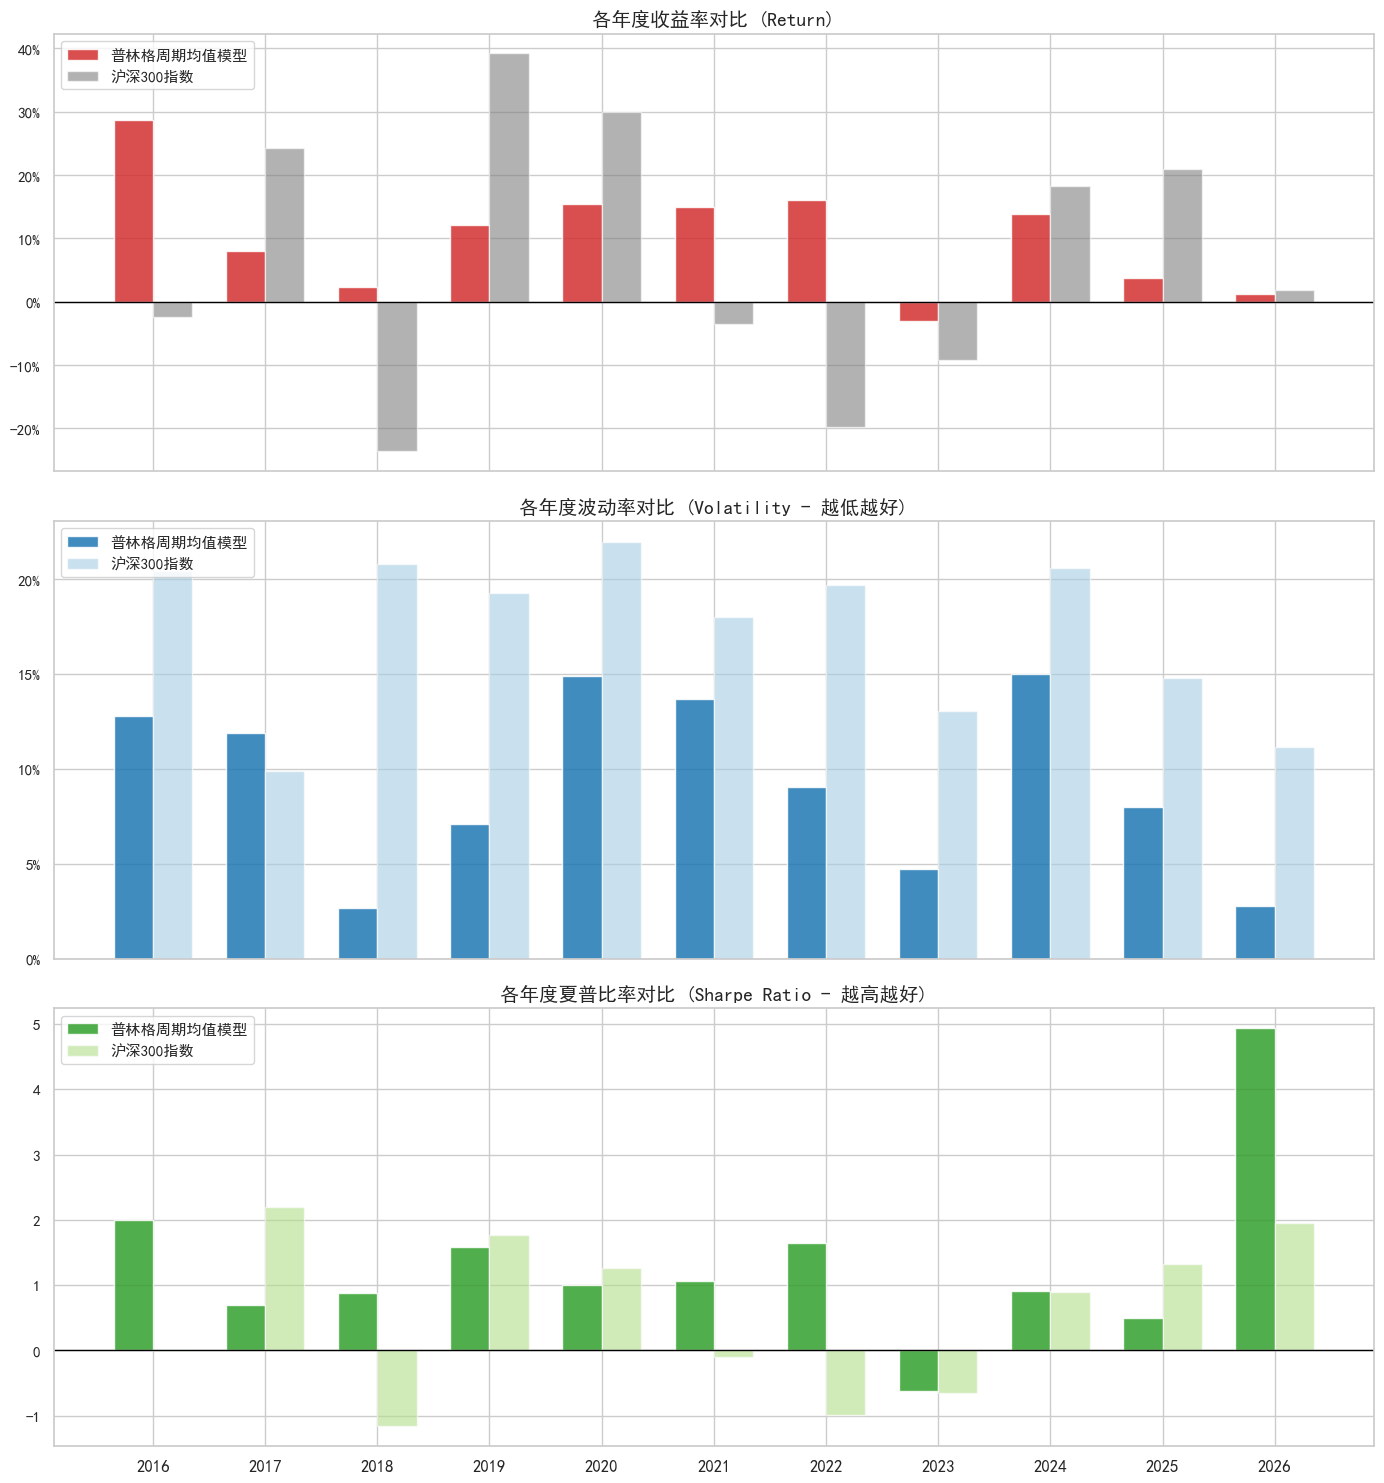 各年度收益率对比 (Return)
普林格周期均值模型
沪深300指数
40%
30%
20%
10%
0%
-10%
-20%
各年度波动率对比 (Volatility - 越低越好)
普林格周期均值模型
沪深300指数
20%
15%
10%
5%
0%
各年度夏普比率对比 (Sharpe Ratio - 越高越好)
普林格周期均值模型
沪深300指数
5
4
3
2
1
0
-1
2016 2017 2018 2019 2020 2021 2022 2023 2024 2025 2026